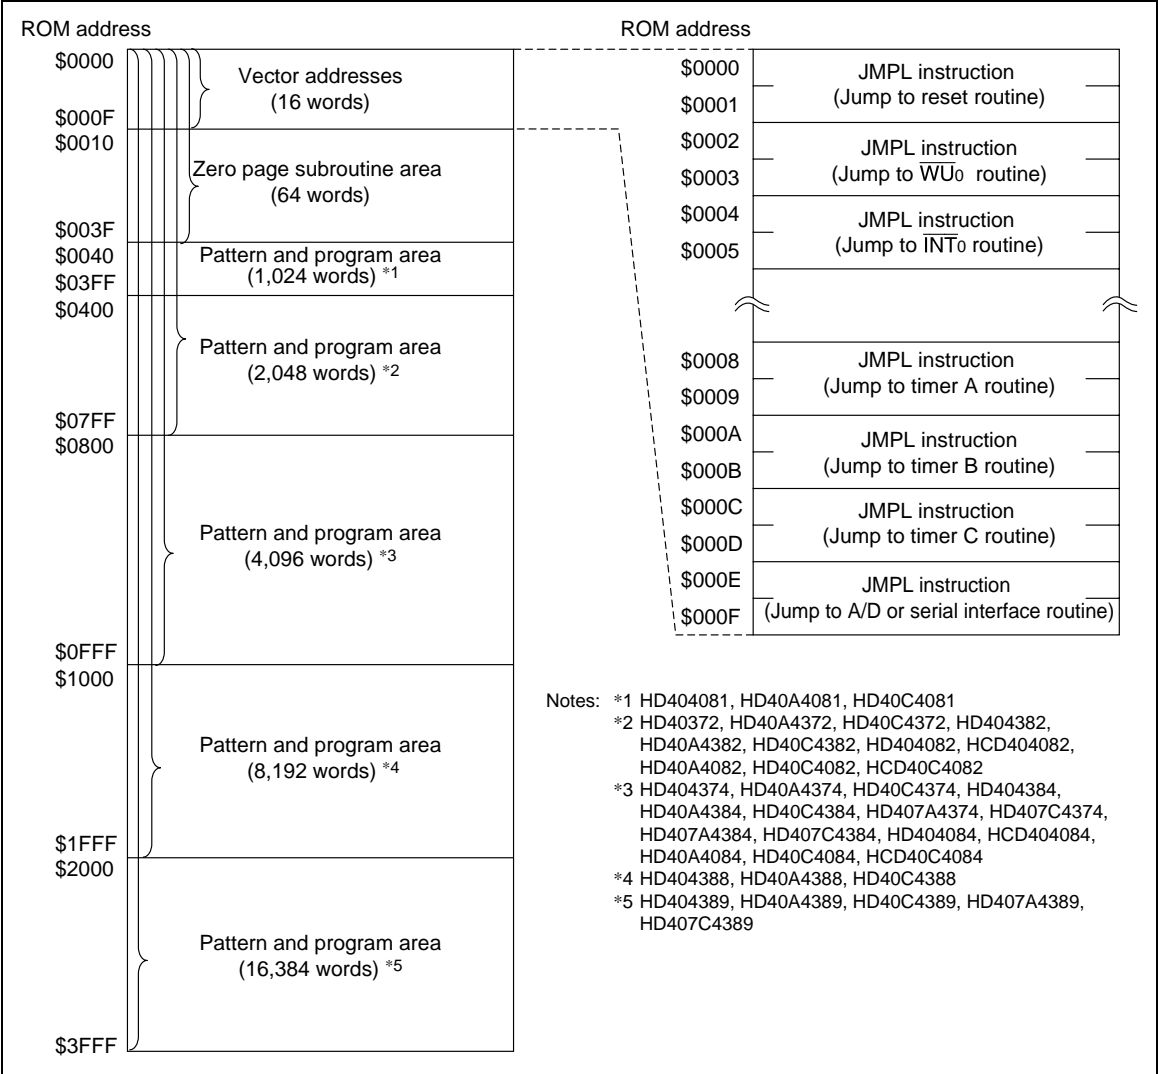 ROM address
$0000
Vector addresses
(16 words)
$000F
$0010
Zero page subroutine area
(64 words)
$003F
$0040
Pattern and program area
(1,024 words) *1
$03FF
$0400
Pattern and program area
(2,048 words) *2
$07FF
$0800
Pattern and program area
(4,096 words) *3
$0FFF
$1000
Pattern and program area
(8,192 words) *4
$1FFF
$2000
Pattern and program area
(16,384 words) *5
$3FFF
ROM address
$0000
JMPL instruction
(Jump to reset routine)
$0001
$0002
JMPL instruction
(Jump to W̅U̅0 routine)
$0003
$0004
JMPL instruction
(Jump to I̅N̅T̅0 routine)
$0005
$0008
JMPL instruction
(Jump to timer A routine)
$0009
$000A
JMPL instruction
(Jump to timer B routine)
$000B
$000C
JMPL instruction
(Jump to timer C routine)
$000D
$000E
JMPL instruction
(Jump to A/D or serial interface routine)
$000F
Notes: *1 HD404081, HD40A4081, HD40C4081
*2 HD40372, HD40A4372, HD40C4372, HD404382,
HD40A4382, HD40C4382, HD404082, HCD404082,
HD40A4082, HD40C4082, HCD40C4082
*3 HD404374, HD40A4374, HD40C4374, HD404384,
HD40A4384, HD40C4384, HD407A4374, HD407C4374,
HD407A4384, HD407C4384, HD404084, HCD404084,
HD40A4084, HD40C4084, HCD40C4084
*4 HD404388, HD40A4388, HD40C4388
*5 HD404389, HD40A4389, HD40C4389, HD407A4389,
HD407C4389